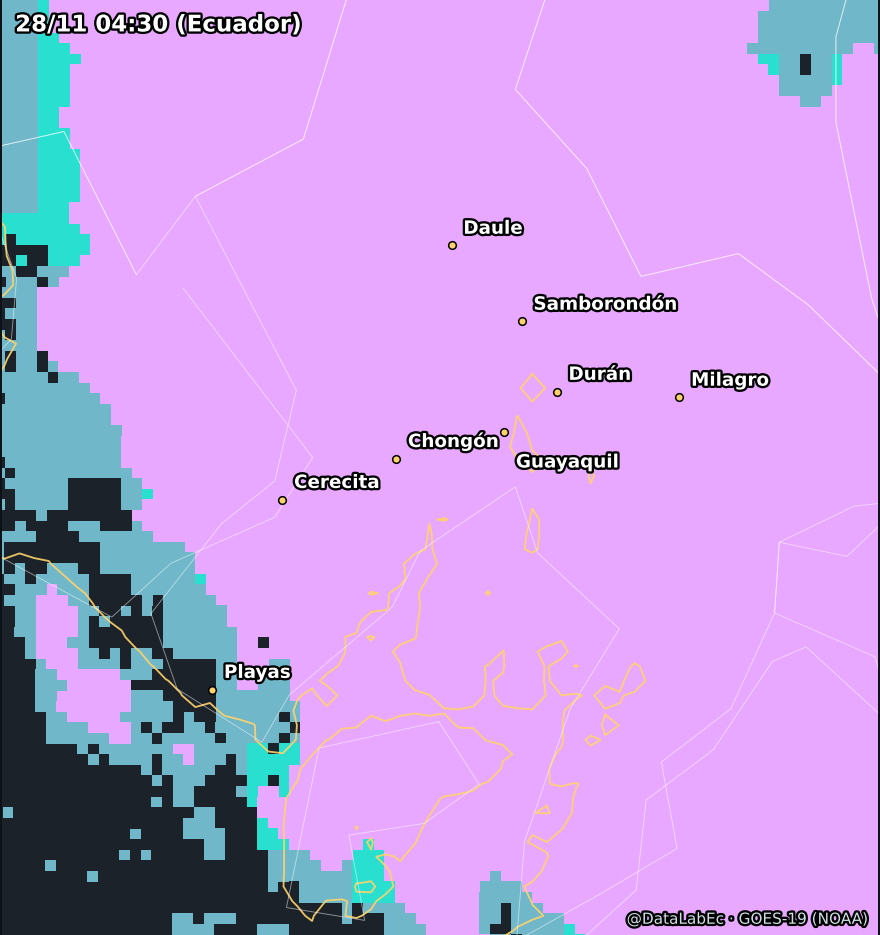 28/11 04:30 (Ecuador)
Daule
Samborondón
Durán
Milagro
Chongón
Guayaquil
Cerecita
Playas
@DataLabEc · GOES-19 (NOAA)